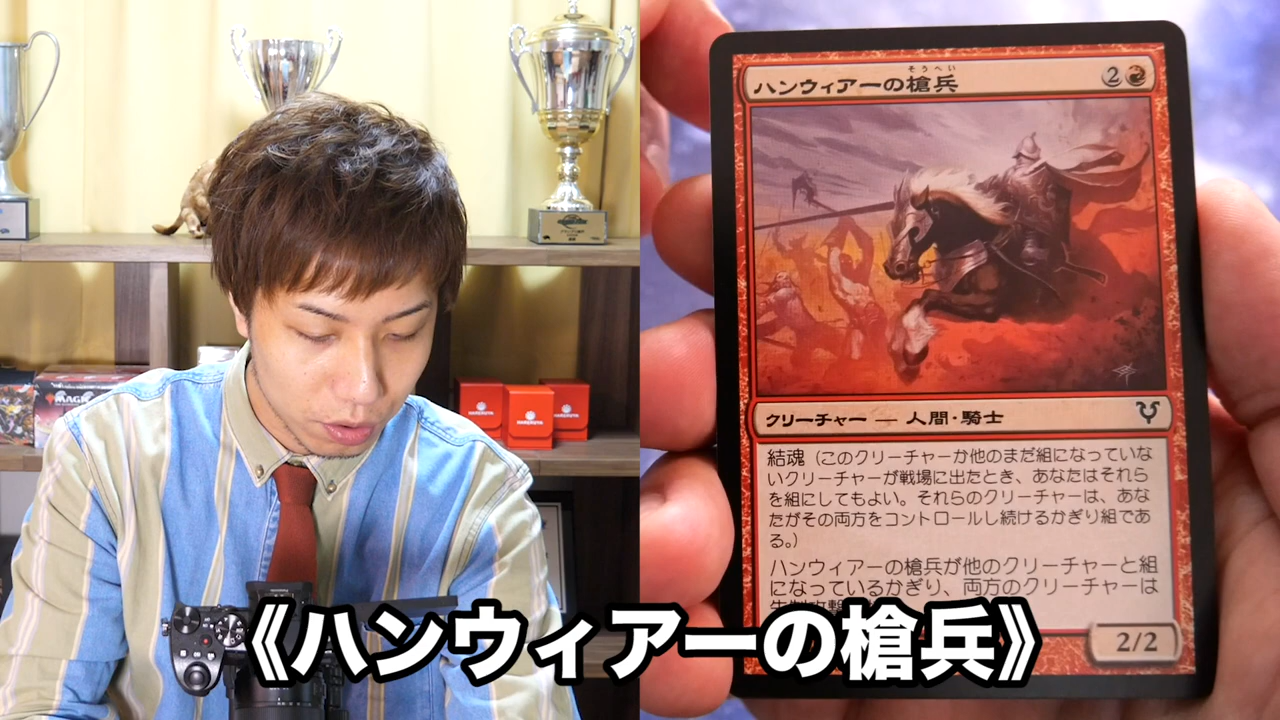 ハンウィアーの槍兵
そうへい
2
クリーチャー — 人間・騎士
結魂（このクリーチャーが他のまだ組になっていな
いクリーチャーが戦場に出たとき、あなたはそれら
を組にしてもよい。それらのクリーチャーは、あな
たがその両方をコントロールし続けるかぎり組であ
る。）
ハンウィアーの槍兵が他のクリーチャーと組
になっているかぎり、両方のクリーチャーは
2/2
MAGIC
HARERUYA
HARERUYA
HARERUYA
《ハンウィアーの槍兵》